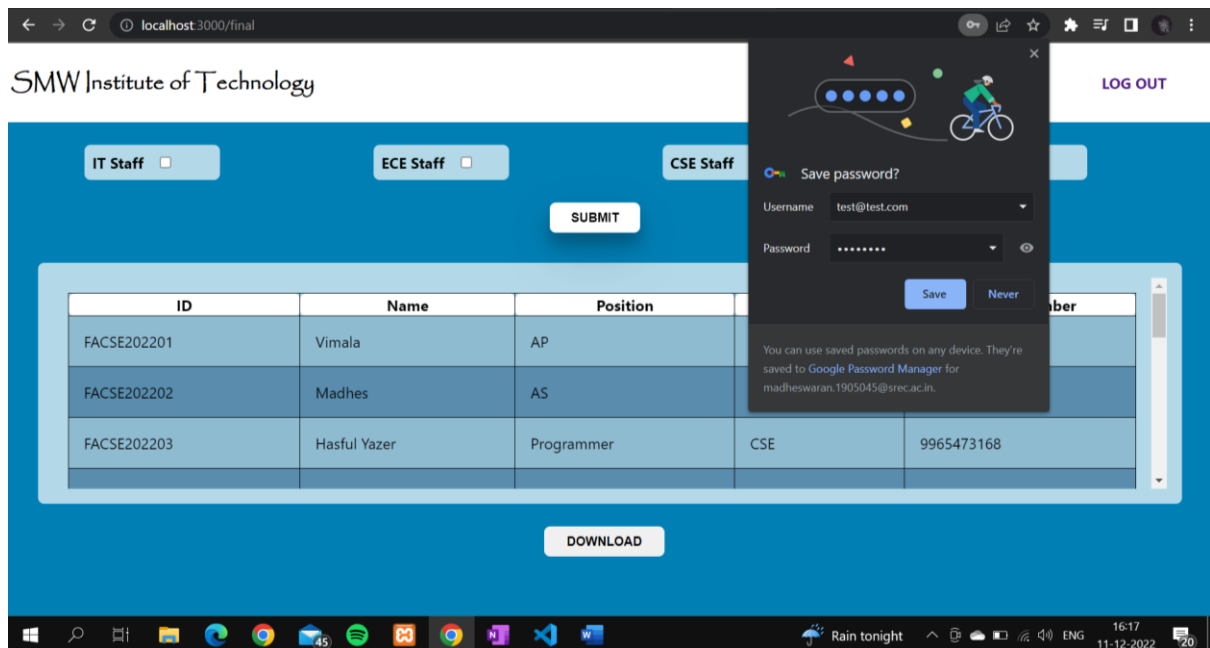 localhost:3000/final
SMW Institute of Technology
LOG OUT
IT Staff
ECE Staff
CSE Staff
SUBMIT
Save password?
Username test@test.com
Password ••••••••
Save Never
You can use saved passwords on any device. They're
saved to Google Password Manager for
madheswaran.1905045@srec.ac.in.
ID Name Position
FACSE202201 Vimala AP
FACSE202202 Madhes AS
FACSE202203 Hasful Yazer Programmer CSE 9965473168
DOWNLOAD
45
Rain tonight ENG 16:17
11-12-2022 20